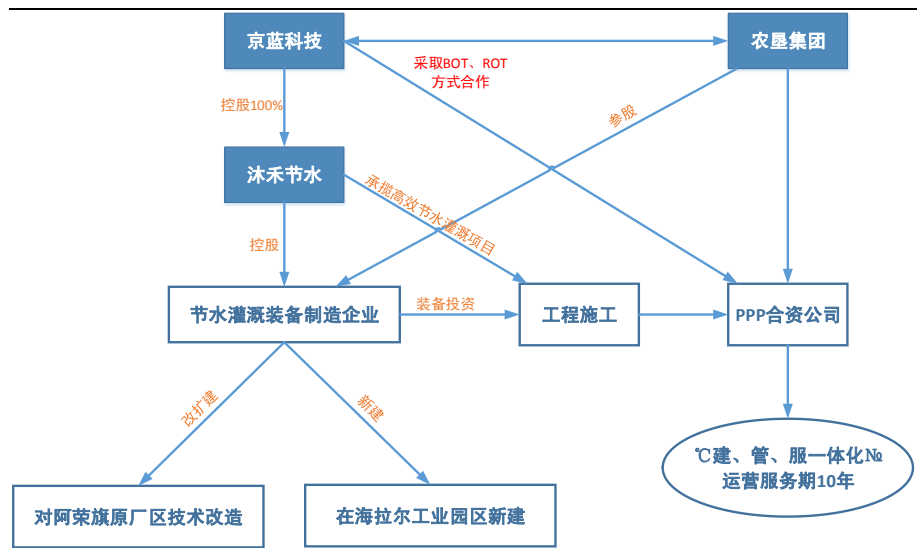 京蓝科技
农垦集团
采取BOT、ROT
方式合作
控股100%
参股
沐禾节水
承揽高效节水灌溉项目
控股
节水灌溉装备制造企业
装备投资
工程施工
PPP合资公司
改扩建
新建
℃建、管、服一体化№
运营服务期10年
对阿荣旗原厂区技术改造
在海拉尔工业园区新建